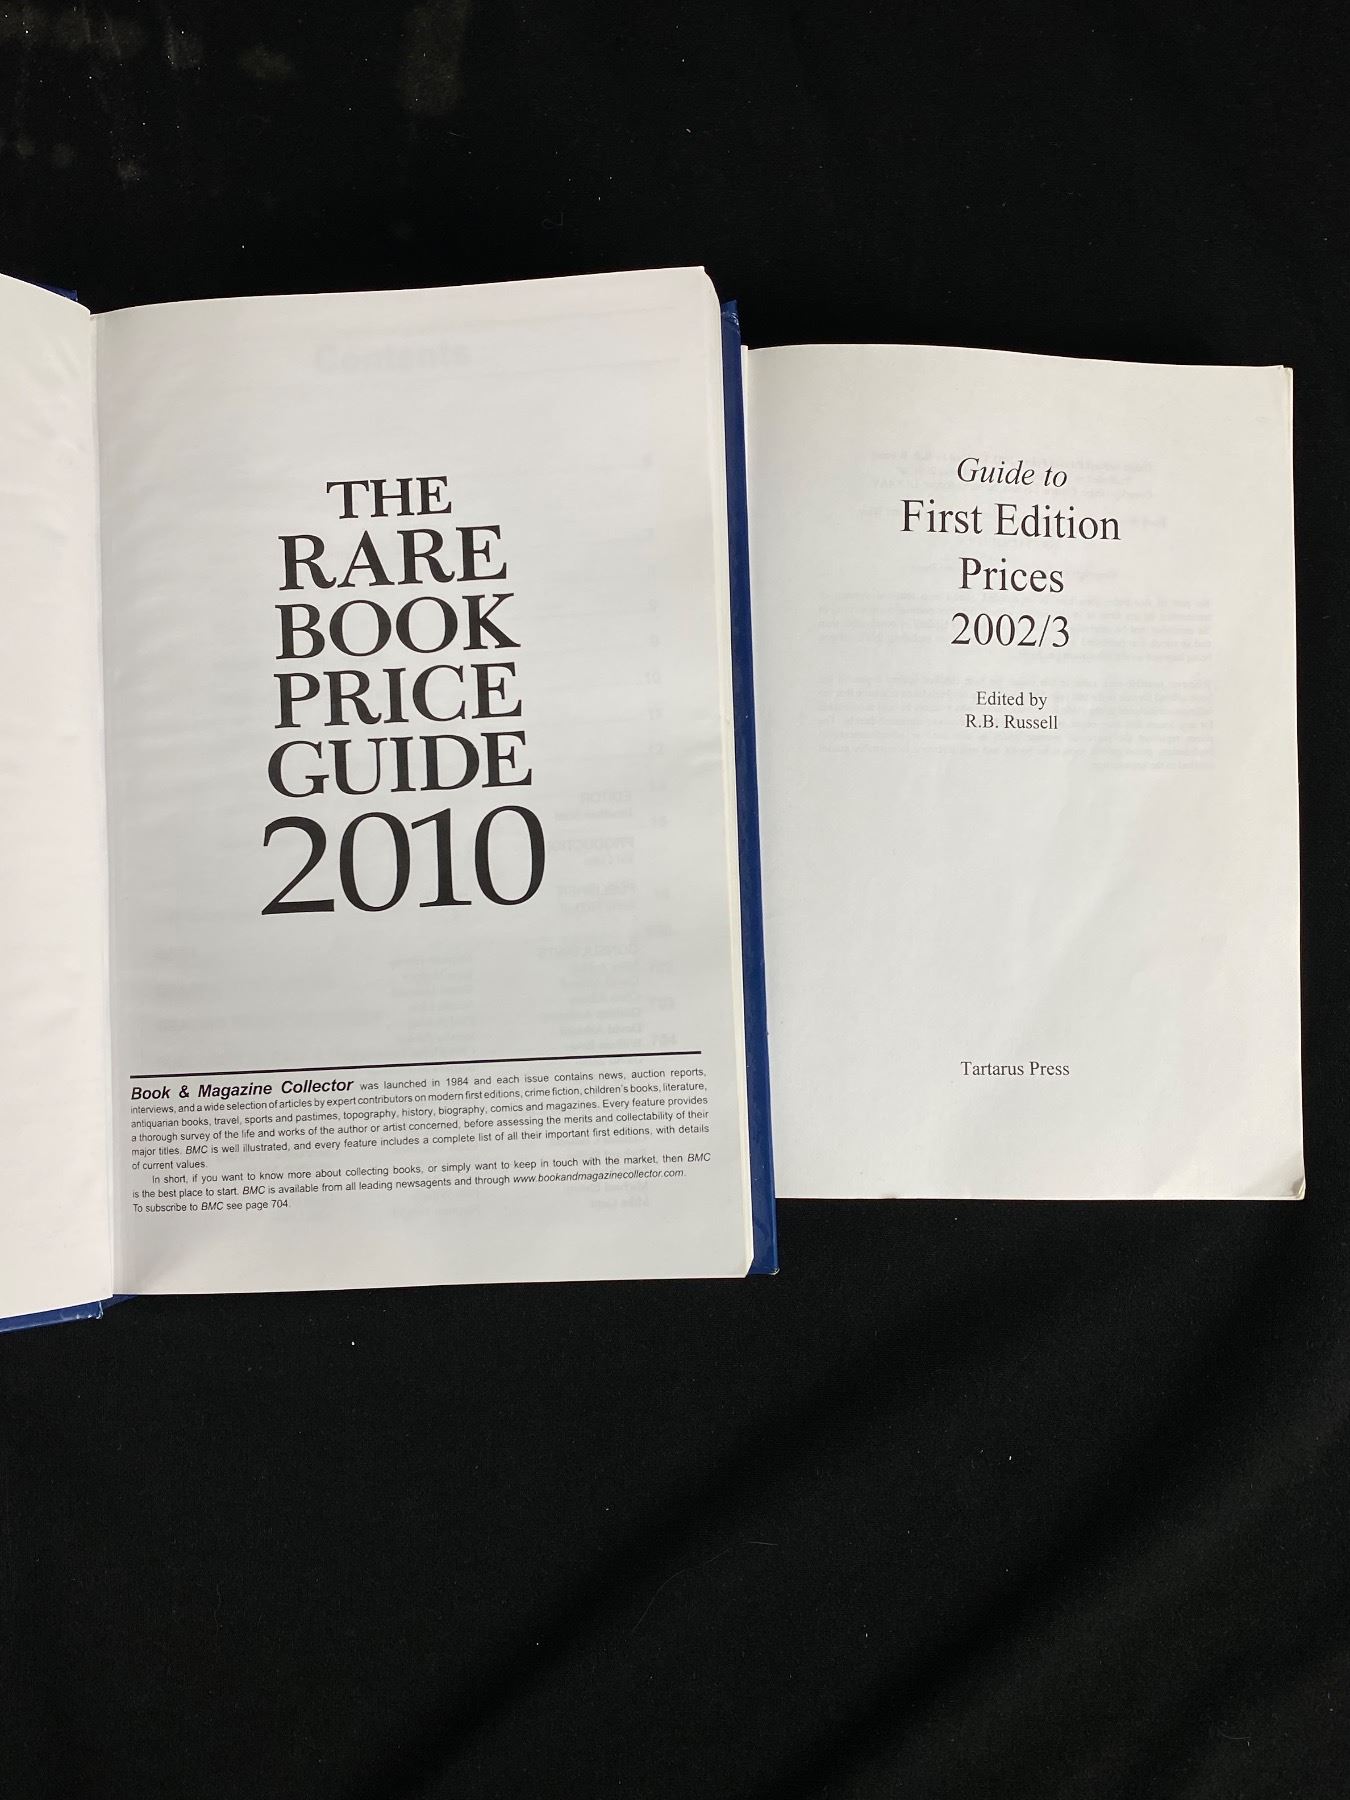 THE
RARE
BOOK
PRICE
GUIDE
2010
Book & Magazine Collector was launched in 1984 and each issue contains news, auction reports,
interviews, and a wide selection of articles by expert contributors on modern first editions, crime fiction, children's books, literature,
antiquarian books, travel, sports and pastimes, topography, history, biography, comics and magazines. Every feature provides
a thorough survey of the life and works of the author or artist concerned, before assessing the merits and collectability of their
major titles. BMC is well illustrated, and every feature includes a complete list of all their important first editions, with details
of current values.
In short, if you want to know more about collecting books, or simply want to keep in touch with the market, then BMC
is the best place to start. BMC is available from all leading newsagents and through www.bookandmagazinecollector.com.
To subscribe to BMC see page 704.
Guide to
First Edition
Prices
2002/3
Edited by
R.B. Russell
Tartarus Press